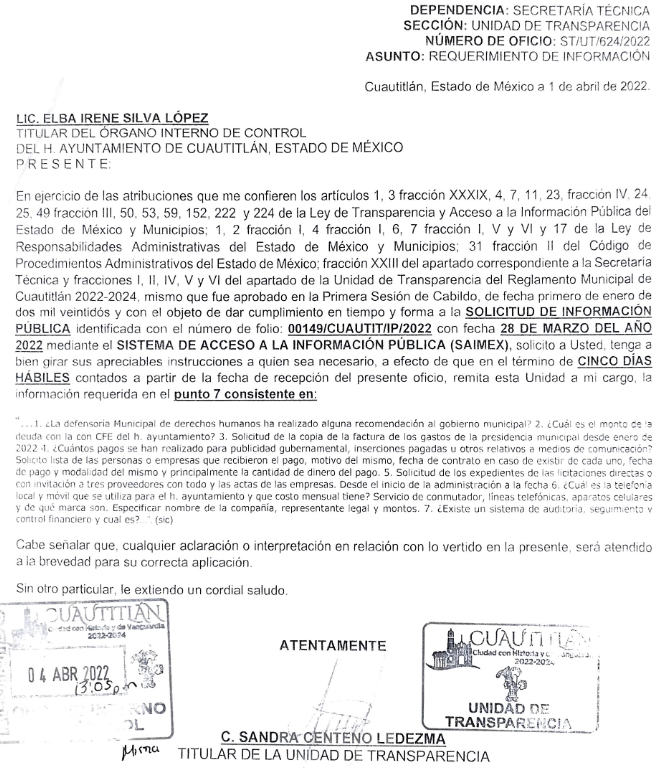 DEPENDENCIA: SECRETARÍA TÉCNICA
SECCIÓN: UNIDAD DE TRANSPARENCIA
NÚMERO DE OFICIO: ST/UT/624/2022
ASUNTO: REQUERIMIENTO DE INFORMACIÓN
Cuautitlán, Estado de México a 1 de abril de 2022.
LIC. ELBA IRENE SILVA LÓPEZ
TITULAR DEL ÓRGANO INTERNO DE CONTROL
DEL H. AYUNTAMIENTO DE CUAUTITLÁN, ESTADO DE MÉXICO
P R E S E N T E:
En ejercicio de las atribuciones que me confieren los artículos 1, 3 fracción XXXIX, 4, 7, 11, 23, fracción IV, 24,
25, 49 fracción III, 50, 53, 59, 152, 222 y 224 de la Ley de Transparencia y Acceso a la Información Pública del
Estado de México y Municipios; 1, 2 fracción I, 4 fracción I, 6, 7 fracción I, V y VI y 17 de la Ley de
Responsabilidades Administrativas del Estado de México y Municipios; 31 fracción II del Código de
Procedimientos Administrativos del Estado de México; fracción XXIII del apartado correspondiente a la Secretaría
Técnica y fracciones I, II, IV, V y VI del apartado de la Unidad de Transparencia del Reglamento Municipal de
Cuautitlán 2022-2024, mismo que fue aprobado en la Primera Sesión de Cabildo, de fecha primero de enero de
dos mil veintidós y con el objeto de dar cumplimiento en tiempo y forma a la SOLICITUD DE INFORMACIÓN
PÚBLICA identificada con el número de folio: 00149/CUAUTIT/IP/2022 con fecha 28 DE MARZO DEL AÑO
2022 mediante el SISTEMA DE ACCESO A LA INFORMACIÓN PÚBLICA (SAIMEX), solicito a Usted, tenga a
bien girar sus apreciables instrucciones a quien sea necesario, a efecto de que en el término de CINCO DÍAS
HÁBILES contados a partir de la fecha de recepción del presente oficio, remita esta Unidad a mi cargo, la
información requerida en el punto 7 consistente en:
"...1. ¿La defensoría Municipal de derechos humanos ha realizado alguna recomendación al gobierno municipal? 2. ¿Cuál es el monto de la
deuda con la con CFE del h. ayuntamiento? 3. Solicitud de la copia de la factura de los gastos de la presidencia municipal desde enero de
2022 4. ¿Cuántos pagos se han realizado para publicidad gubernamental, inserciones pagadas u otros relativos a medios de comunicación?
Solicito lista de las personas o empresas que recibieron el pago, motivo del mismo, fecha de contrato en caso de existir de cada uno, fecha
de pago y modalidad del mismo y principalmente la cantidad de dinero del pago. 5. Solicitud de los expedientes de las licitaciones directas o
con invitación a tres proveedores con todo y las actas de las empresas. Desde el inicio de la administración a la fecha 6. ¿Cuál es la telefonía
local y móvil que se utiliza para el h. ayuntamiento y que costo mensual tiene? Servicio de conmutador, líneas telefónicas, aparatos celulares
y de qué marca son. Especificar nombre de la compañía, representante legal y montos. 7. ¿Existe un sistema de auditoría, seguimiento y
control financiero y cual es?..." (sic)
Cabe señalar que, cualquier aclaración o interpretación en relación con lo vertido en la presente, será atendido
a la brevedad para su correcta aplicación.
Sin otro particular, le extiendo un cordial saludo.
CUAUTITLÁN
Ciudad con Historia y de Vanguardia
2022-2024
04 ABR 2022
13:05pm
INTERNO
Mirna
ATENTAMENTE
C. SANDRA CENTENO LEDEZMA
TITULAR DE LA UNIDAD DE TRANSPARENCIA
CUAUTITLÁN
Ciudad con Historia y
2022-2024
UNIDAD DE
TRANSPARENCIA